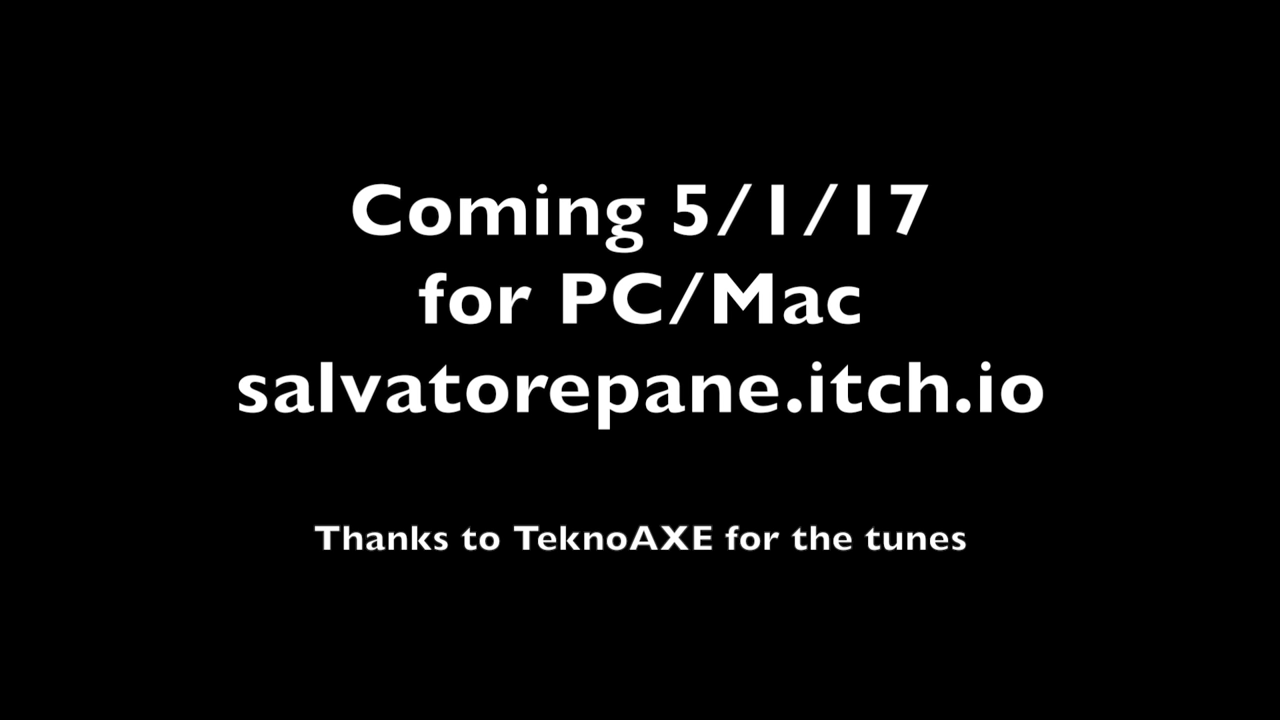 Coming 5/1/17
for PC/Mac
salvatorepane.itch.io
Thanks to TeknoAXE for the tunes